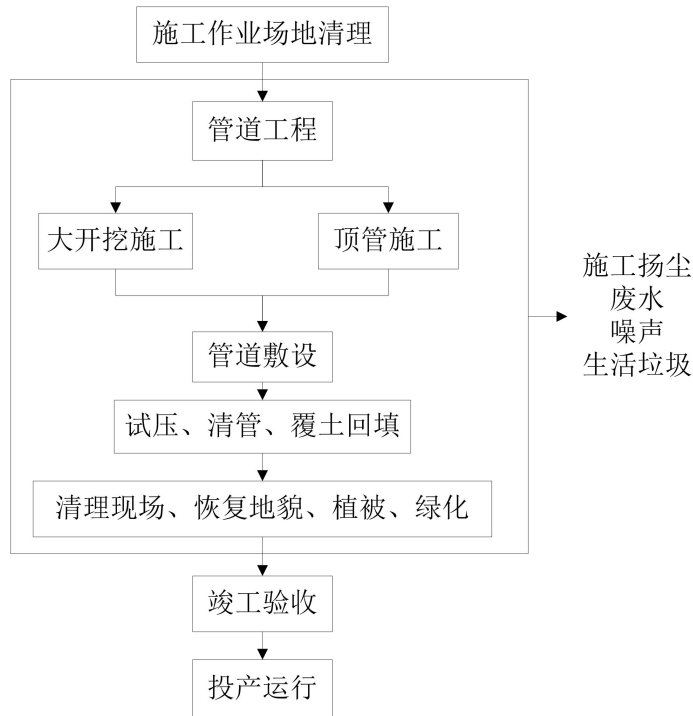 施工作业场地清理
管道工程
大开挖施工
顶管施工
施工扬尘
废水
噪声
生活垃圾
管道敷设
试压、清管、覆土回填
清理现场、恢复地貌、植被、绿化
竣工验收
投产运行